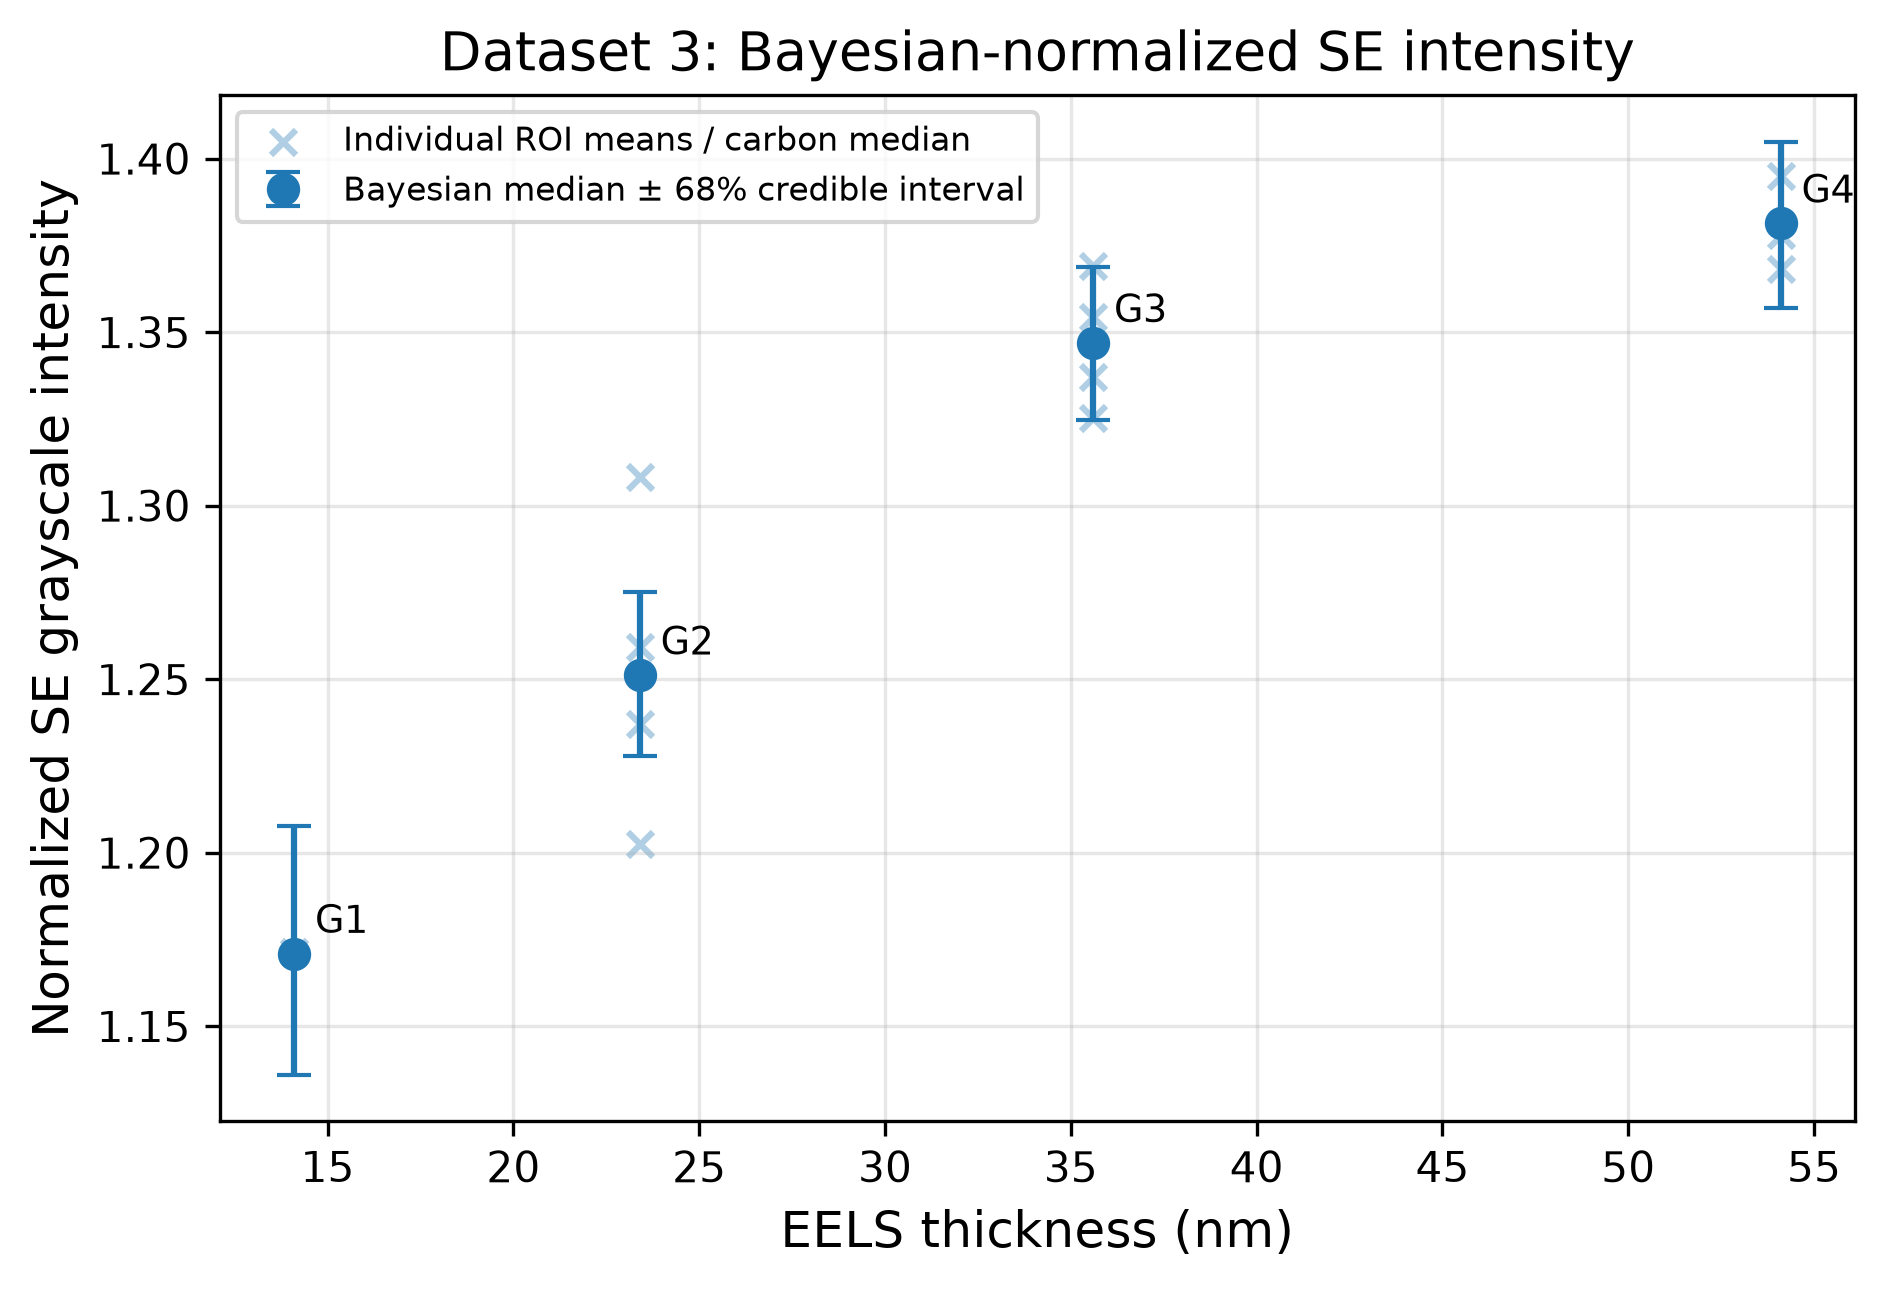 Dataset 3: Bayesian-normalized SE intensity
Individual ROI means / carbon median
Bayesian median ± 68% credible interval
Normalized SE grayscale intensity
1.40
1.35
1.30
1.25
1.20
1.15
G4
G3
G2
G1
15 20 25 30 35 40 45 50 55
EELS thickness (nm)